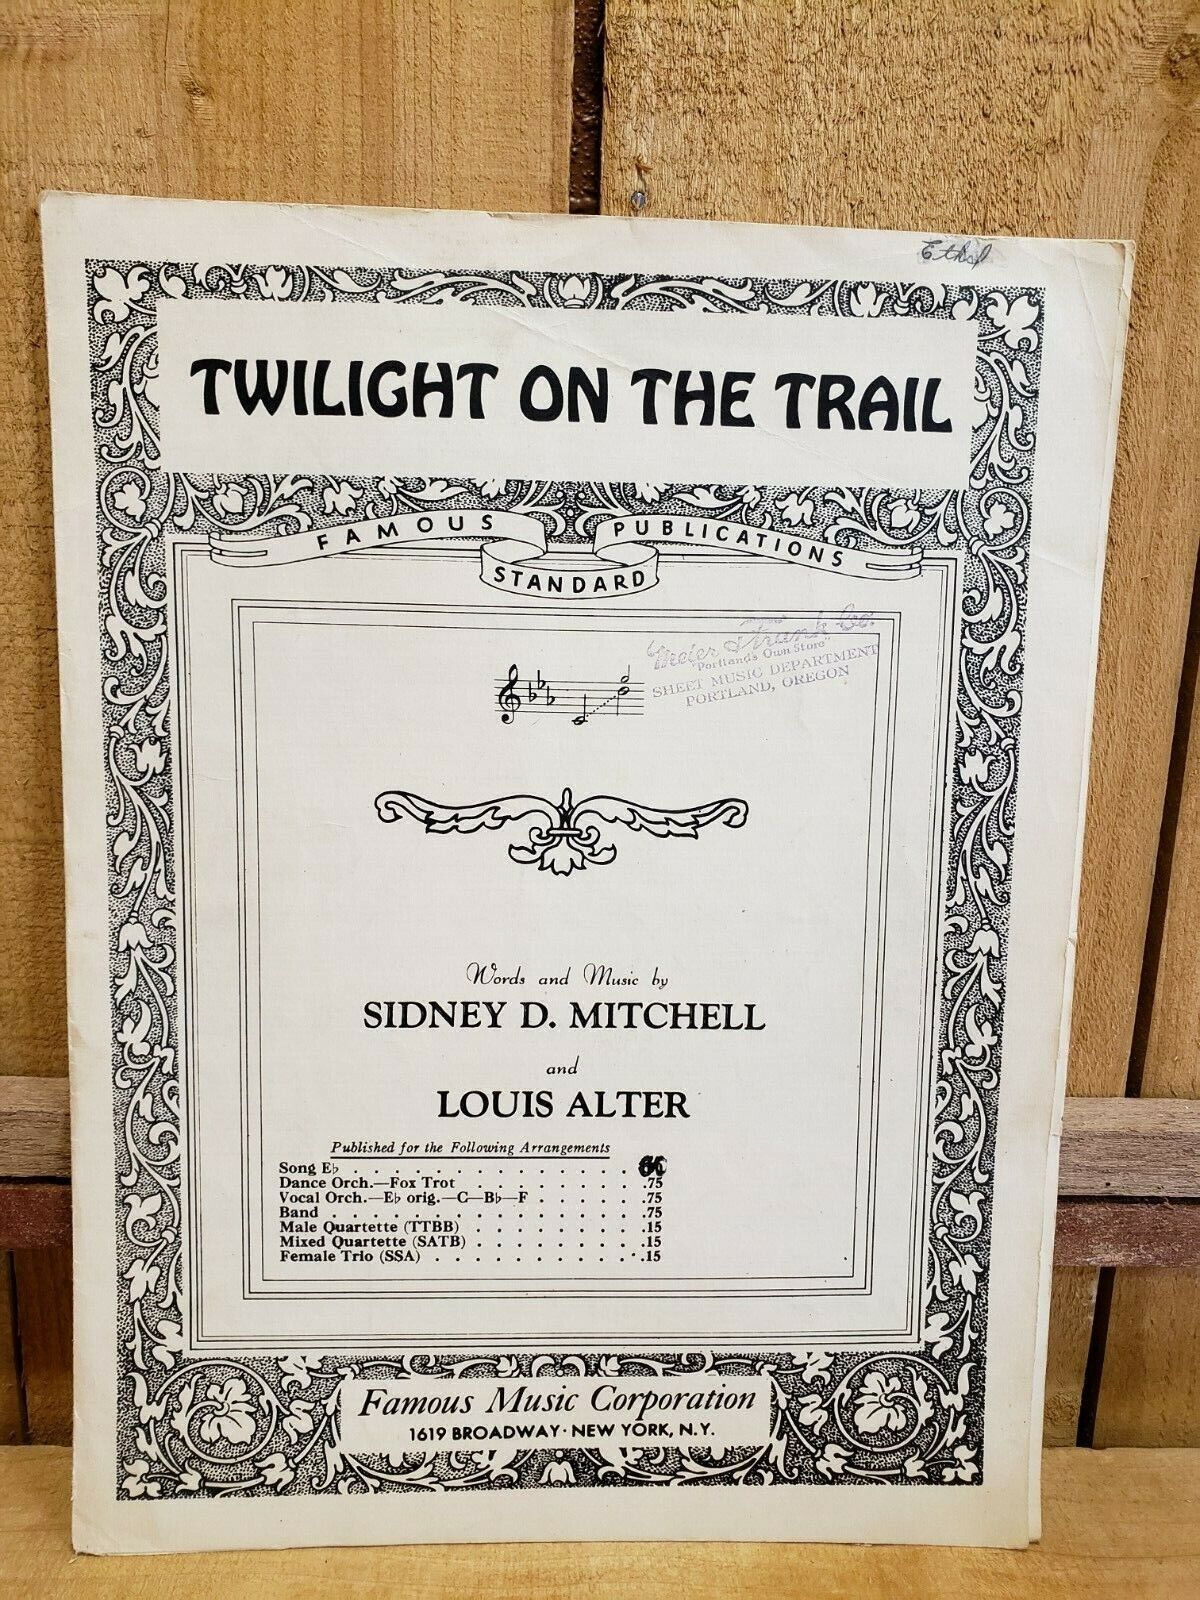 Ethel
TWILIGHT ON THE TRAIL
FAMOUS STANDARD PUBLICATIONS
Meier & Frank Co.
"Portland's Own Store"
SHEET MUSIC DEPARTMENT
PORTLAND, OREGON
Words and Music by
SIDNEY D. MITCHELL
and
LOUIS ALTER
Published for the Following Arrangements
Song E♭ . . . . . . . . . . . . . .
Dance Orch.—Fox Trot . . . . . . . . . .75
Vocal Orch.—E♭ orig.—C—B♭—F . . . . . .75
Band . . . . . . . . . . . . . . . .75
Male Quartette (TTBB) . . . . . . . . . .15
Mixed Quartette (SATB) . . . . . . . . . .15
Female Trio (SSA) . . . . . . . . . . .15
Famous Music Corporation
1619 BROADWAY · NEW YORK, N.Y.